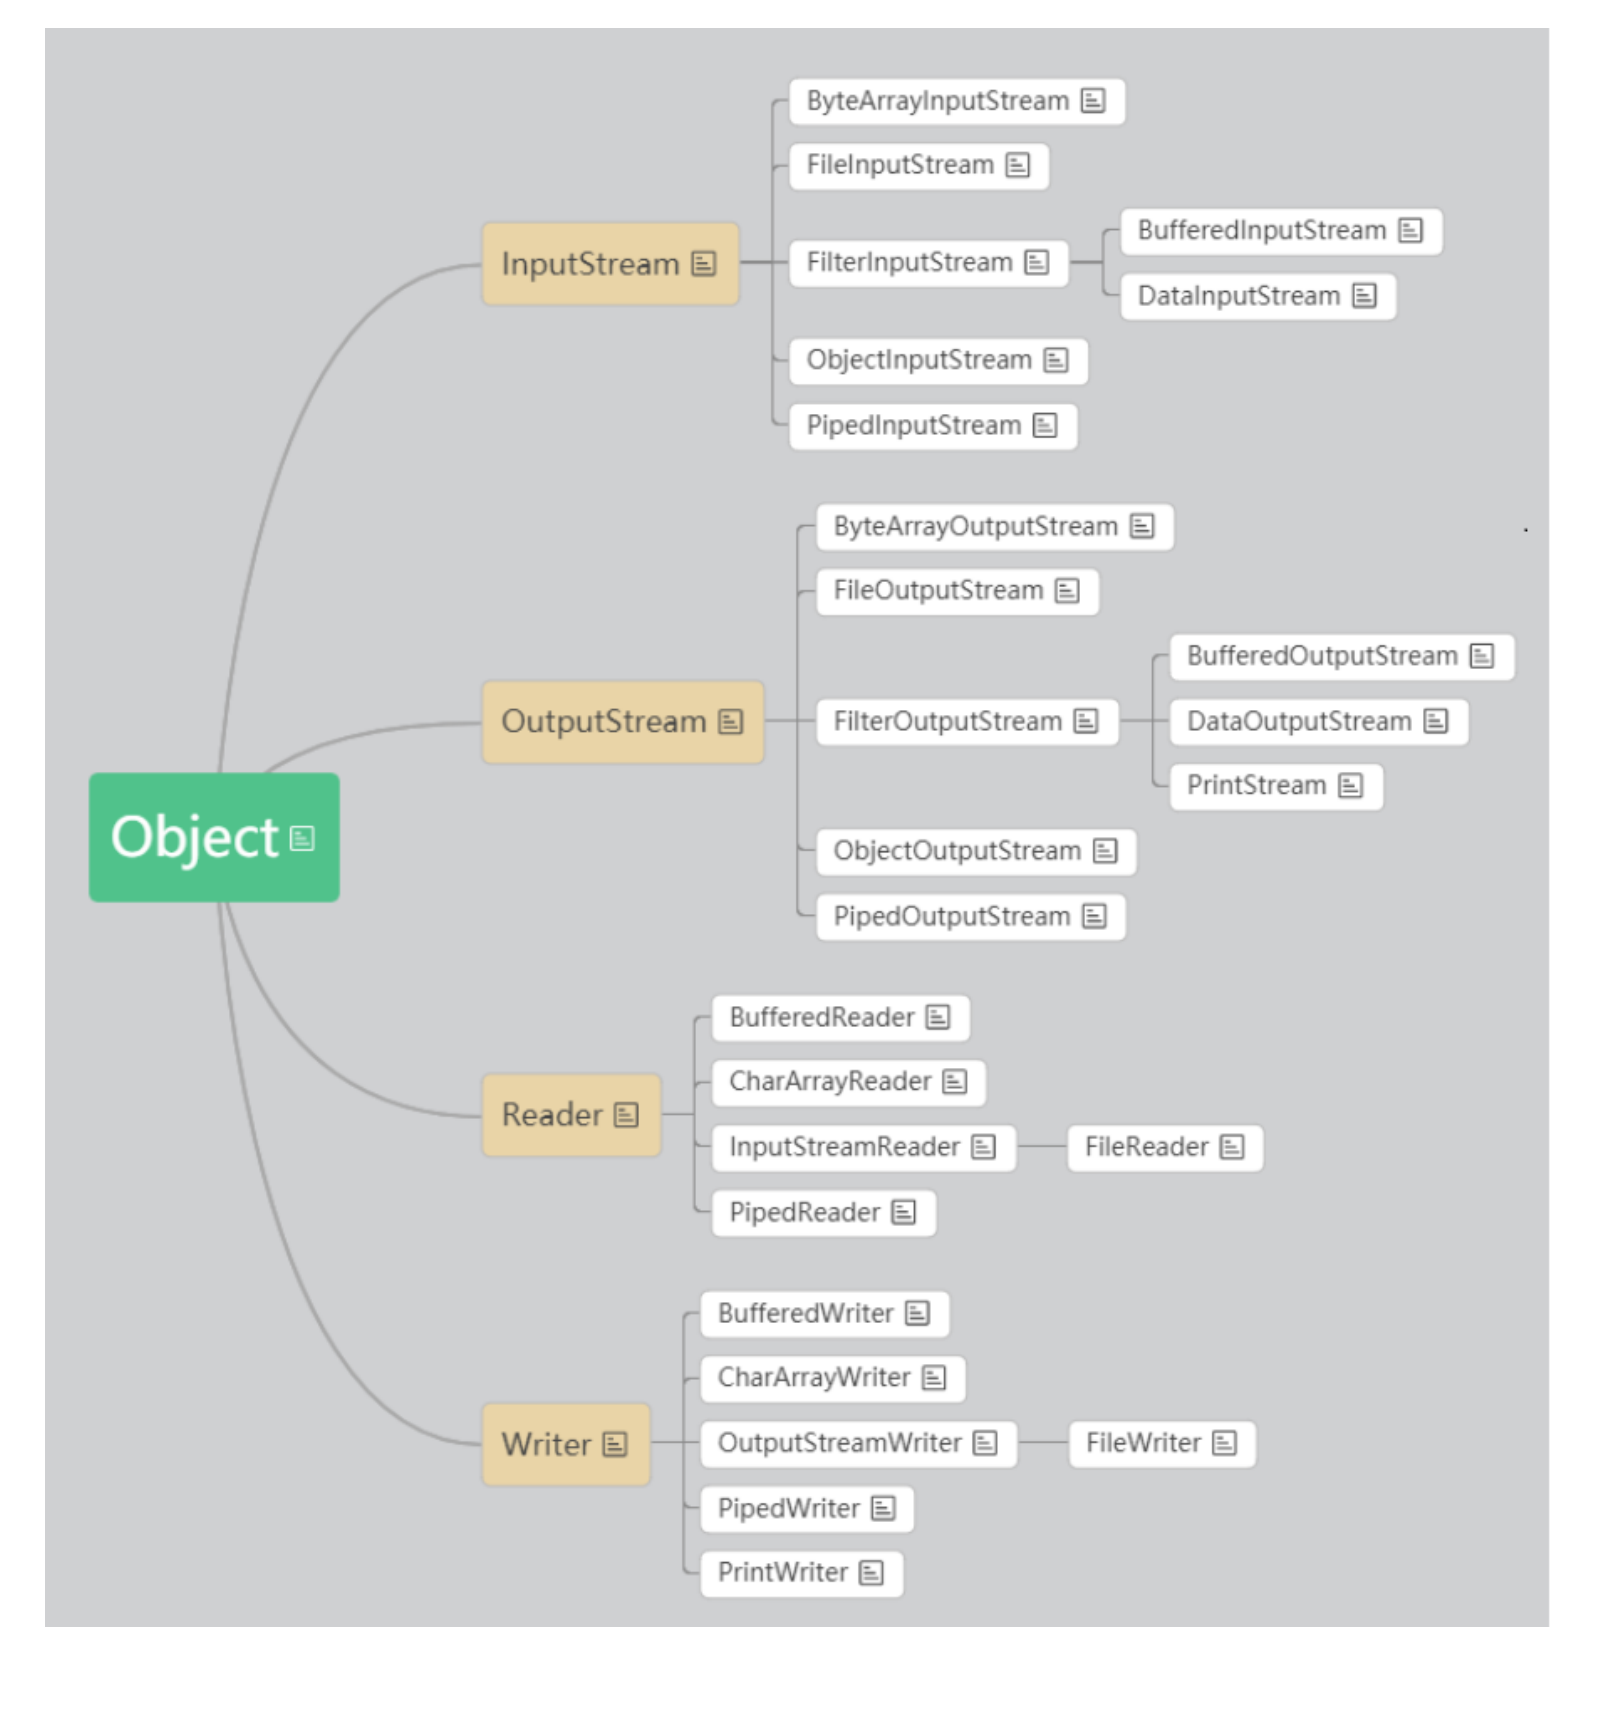 Object
InputStream
ByteArrayInputStream
FileInputStream
FilterInputStream
BufferedInputStream
DataInputStream
ObjectInputStream
PipedInputStream
OutputStream
ByteArrayOutputStream
FileOutputStream
FilterOutputStream
BufferedOutputStream
DataOutputStream
PrintStream
ObjectOutputStream
PipedOutputStream
Reader
BufferedReader
CharArrayReader
InputStreamReader
FileReader
PipedReader
Writer
BufferedWriter
CharArrayWriter
OutputStreamWriter
FileWriter
PipedWriter
PrintWriter